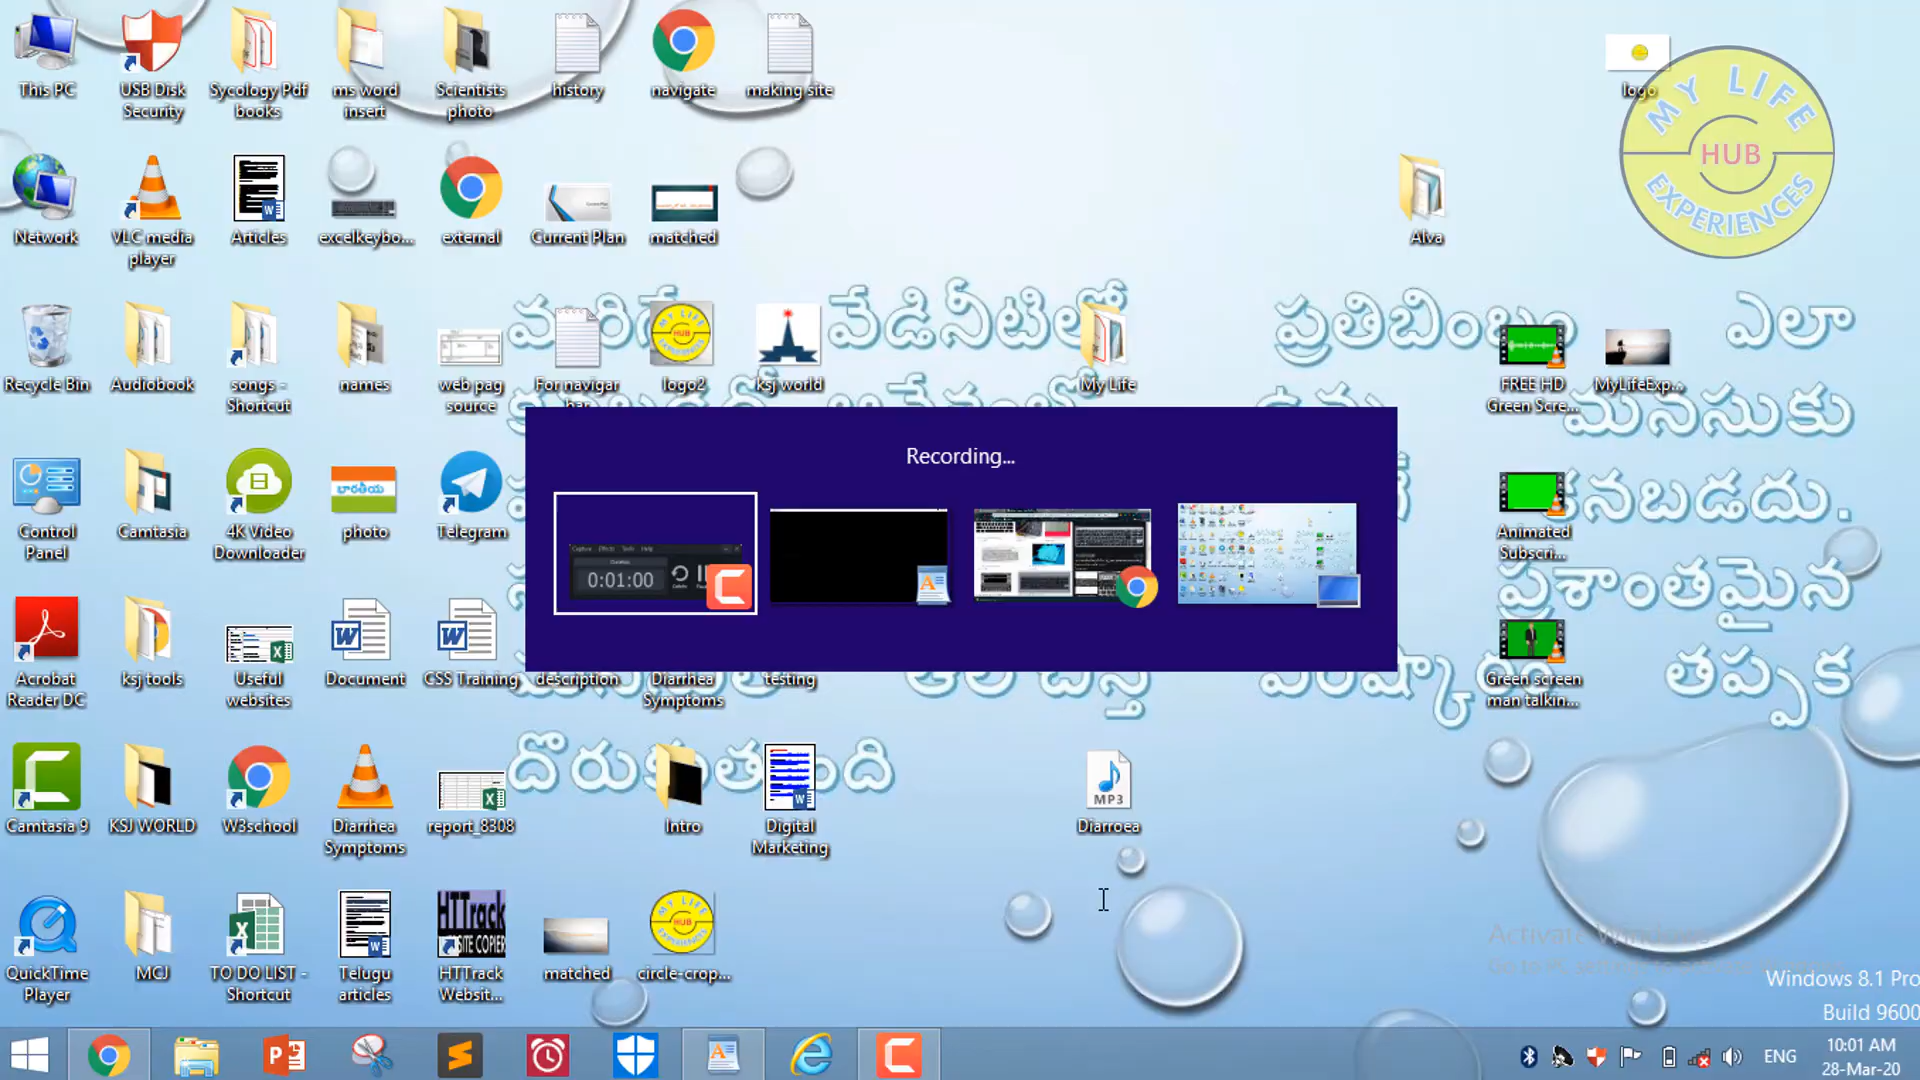 This PC
USB Disk Security
Sycology Pdf books
ms word insert
Scientists photo
history
navigate
making site
logo
MY LIFE
HUB
EXPERIENCES
Network
VLC media player
Articles
excelkeybo...
external
Current Plan
matched
Alva
వేడినీటిలో ప్రతిబింబం ఎలా
Recycle Bin
Audiobook
songs - Shortcut
names
web pag source
For navigar bar
logo2
ksj world
My Life
FREE HD Green Scre...
MyLifeExp...
మనసుకు
Recording...
0:01:00
Control Panel
Camtasia
4K Video Downloader
భారతీయ
photo
Telegram
Animated Subscri...
కనబడదు.
ప్రశాంతమైన
Acrobat Reader DC
ksj tools
Useful websites
Document
CSS Training
description
Diarrhea Symptoms
testing
Green screen man talkin...
తప్పక
Camtasia 9
KSJ WORLD
W3school
Diarrhea Symptoms
report_8308
Intro
Digital Marketing
MP3
Diarroea
QuickTime Player
MCJ
TO DO LIST - Shortcut
Telugu articles
HTTrack Websit...
matched
circle-crop...
Activate Windows
Windows 8.1 Pro
Build 9600
ENG
10:01 AM
28-Mar-20